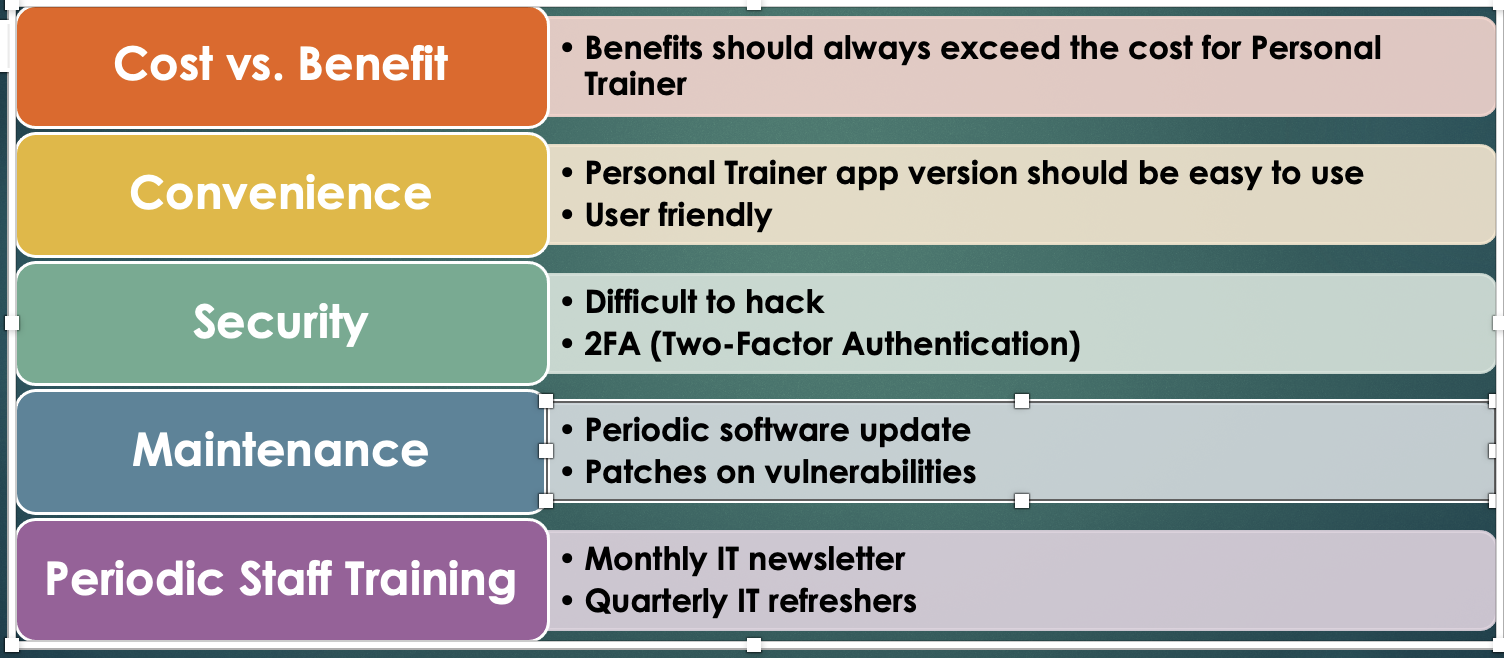 Cost vs. Benefit
• Benefits should always exceed the cost for Personal
Trainer
Convenience
• Personal Trainer app version should be easy to use
• User friendly
Security
• Difficult to hack
• 2FA (Two-Factor Authentication)
Maintenance
• Periodic software update
• Patches on vulnerabilities
Periodic Staff Training
• Monthly IT newsletter
• Quarterly IT refreshers